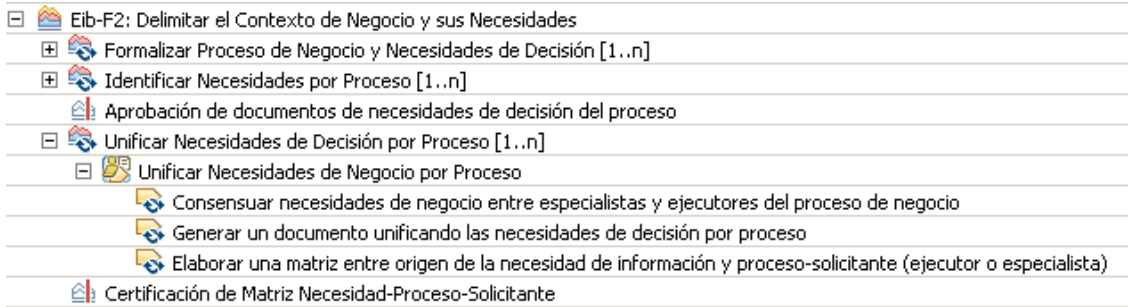 Eib-F2: Delimitar el Contexto de Negocio y sus Necesidades
Formalizar Proceso de Negocio y Necesidades de Decisión [1..n]
Identificar Necesidades por Proceso [1..n]
Aprobación de documentos de necesidades de decisión del proceso
Unificar Necesidades de Decisión por Proceso [1..n]
Unificar Necesidades de Negocio por Proceso
Consensuar necesidades de negocio entre especialistas y ejecutores del proceso de negocio
Generar un documento unificando las necesidades de decisión por proceso
Elaborar una matriz entre origen de la necesidad de información y proceso-solicitante (ejecutor o especialista)
Certificación de Matriz Necesidad-Proceso-Solicitante